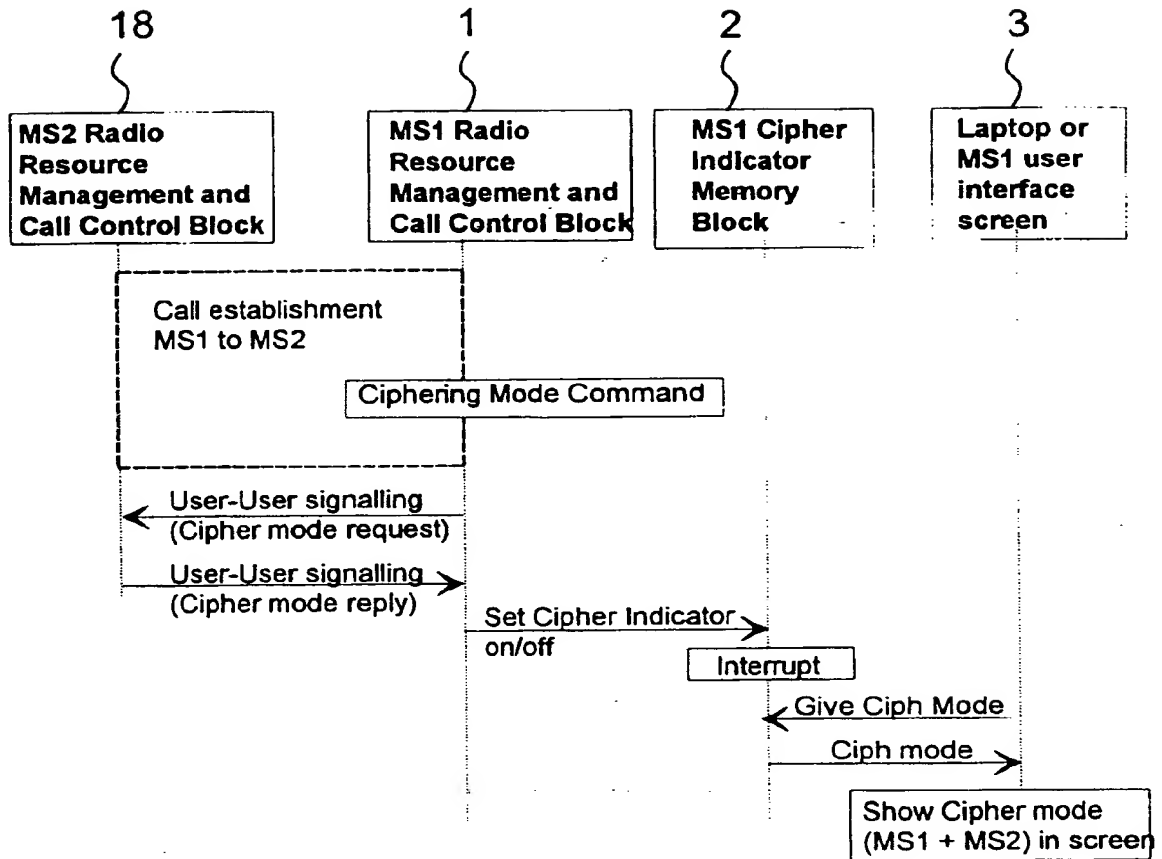 18
1
2
3
MS2 Radio
Resource
Management and
Call Control Block
MS1 Radio
Resource
Management and
Call Control Block
MS1 Cipher
Indicator
Memory
Block
Laptop or
MS1 user
interface
screen
Call establishment
MS1 to MS2
Ciphering Mode Command
User-User signalling
(Cipher mode request)
User-User signalling
(Cipher mode reply)
Set Cipher Indicator
on/off
Interrupt
Give Ciph Mode
Ciph mode
Show Cipher mode
(MS1 + MS2) in screen